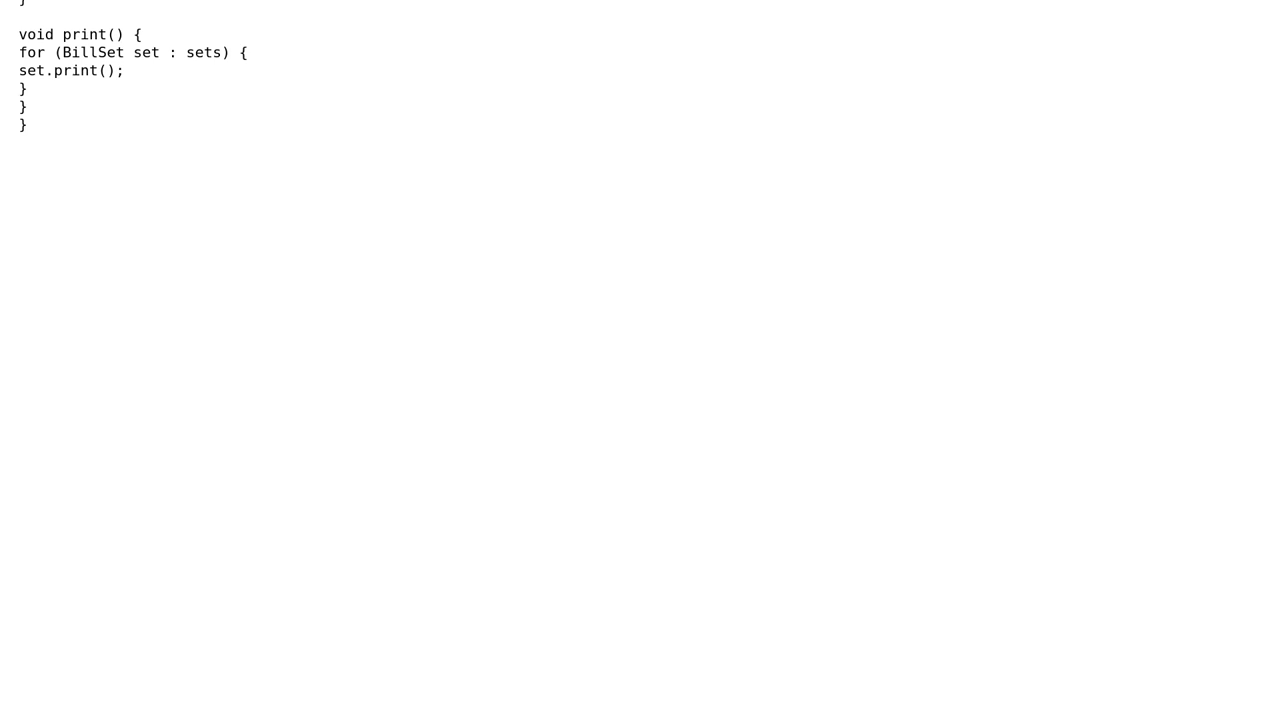 }

void print() {
for (BillSet set : sets) {
set.print();
}
}
}